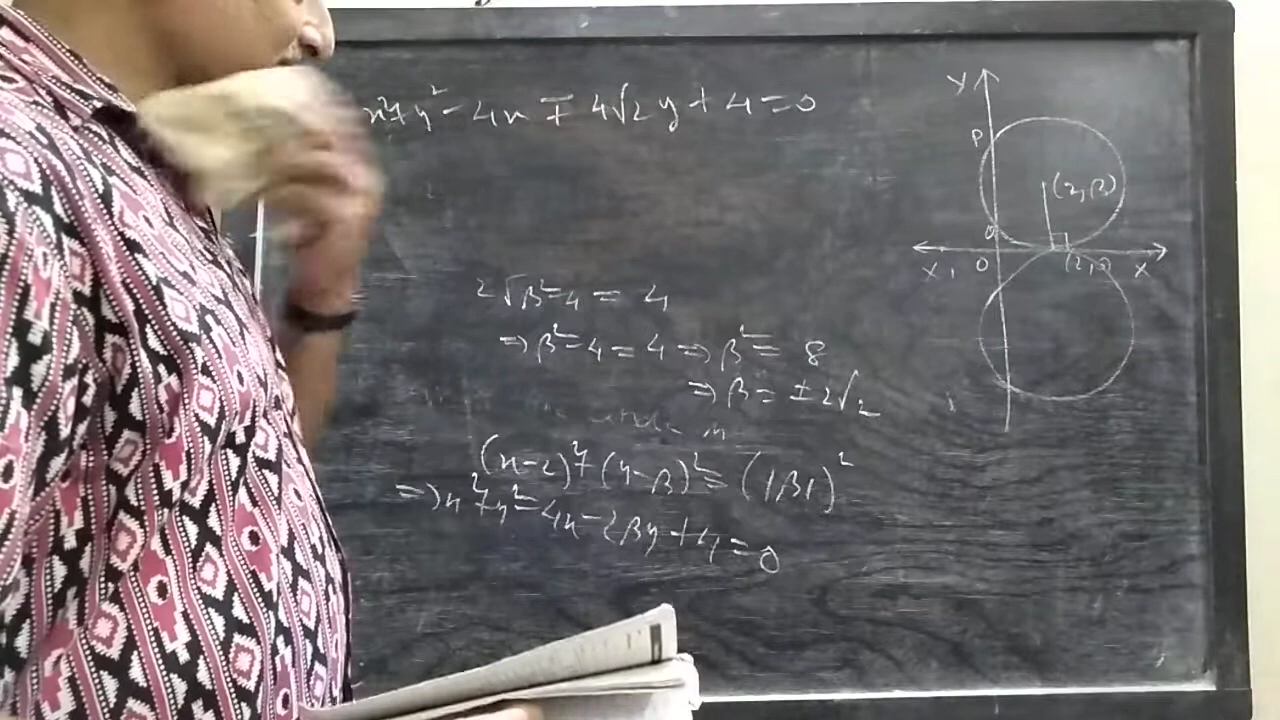 x²+y²-4x∓4√2y+4=0
2√β²-4=4
⇒β²-4=4⇒β²=8
⇒β=±2√2
(x-2)²+(y-β)²=(|β|)²
⇒x²+y²-4x-2βy+4=0
Y
P
(2,β)
X'
O
(2,0)
X